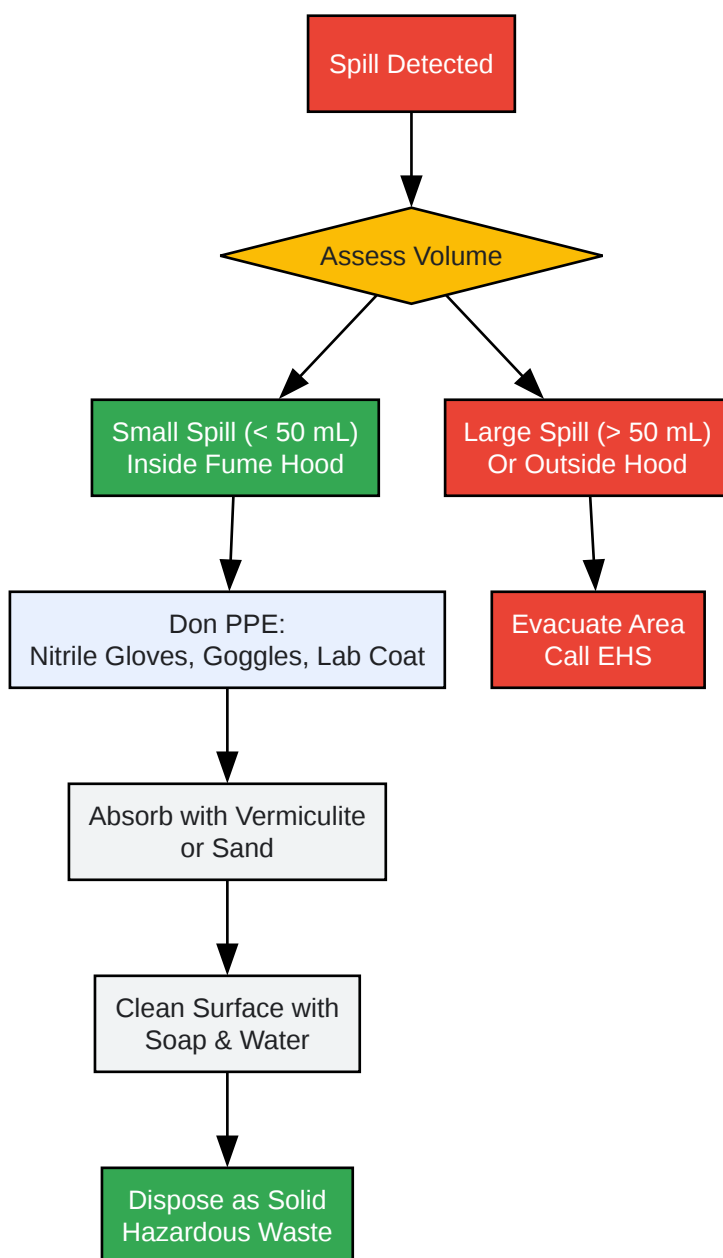 Spill Detected
Assess Volume
Small Spill (< 50 mL)
Inside Fume Hood
Large Spill (> 50 mL)
Or Outside Hood
Don PPE:
Nitrile Gloves, Goggles, Lab Coat
Evacuate Area
Call EHS
Absorb with Vermiculite
or Sand
Clean Surface with
Soap & Water
Dispose as Solid
Hazardous Waste